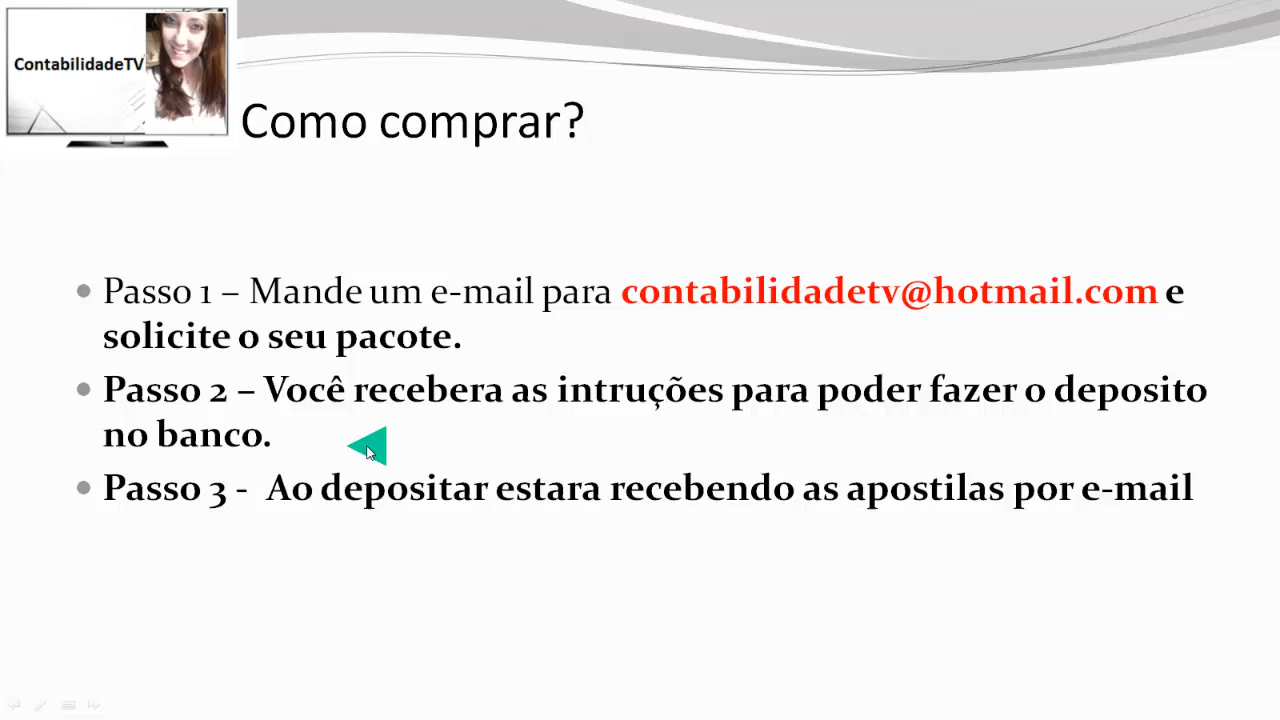 ContabilidadeTV
Como comprar?
Passo 1 – Mande um e-mail para contabilidadetv@hotmail.com e
solicite o seu pacote.
Passo 2 – Você recebera as intruções para poder fazer o deposito
no banco.
Passo 3 - Ao depositar estara recebendo as apostilas por e-mail